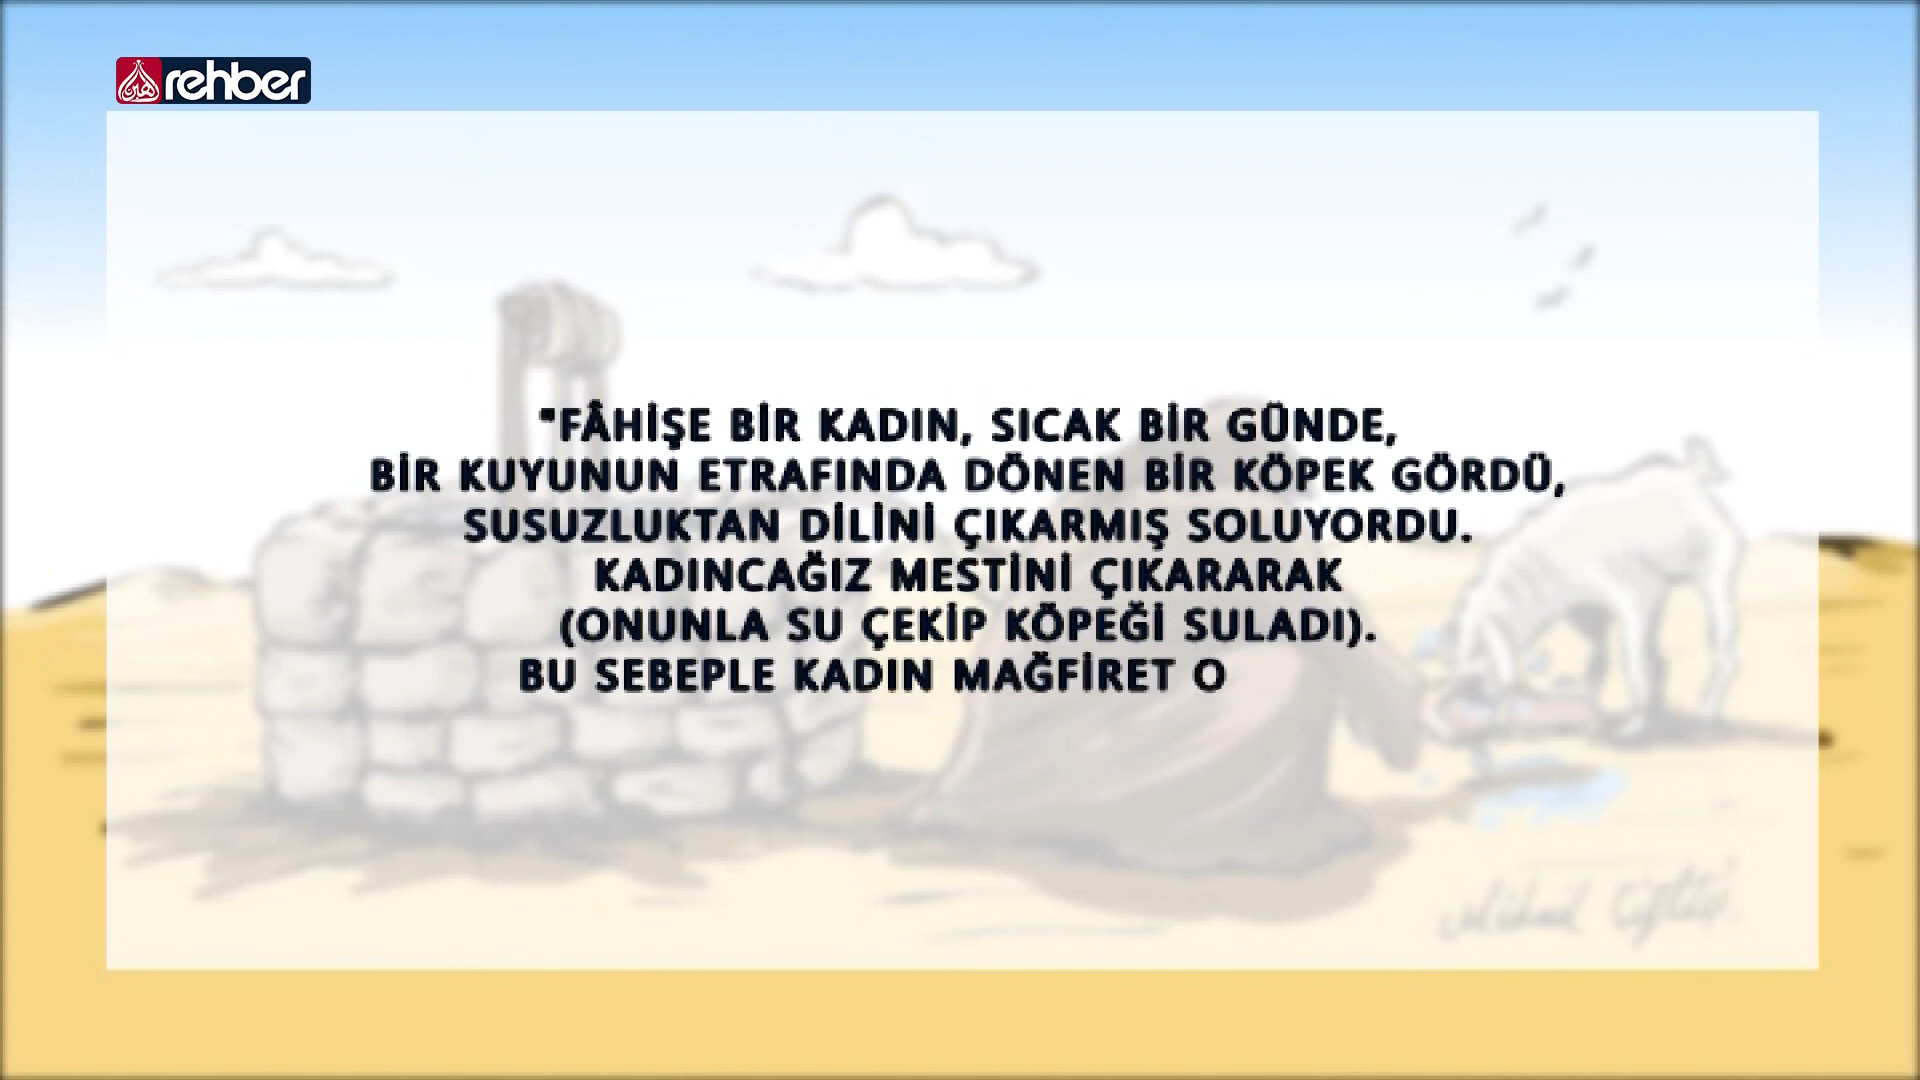 rehber
"FÂHİŞE BİR KADIN, SICAK BİR GÜNDE,
BİR KUYUNUN ETRAFINDA DÖNEN BİR KÖPEK GÖRDÜ,
SUSUZLUKTAN DİLİNİ ÇIKARMIŞ SOLUYORDU.
KADINCAĞIZ MESTİNİ ÇIKARARAK
(ONUNLA SU ÇEKİP KÖPEĞİ SULADI).
BU SEBEPLE KADIN MAĞFİRET O